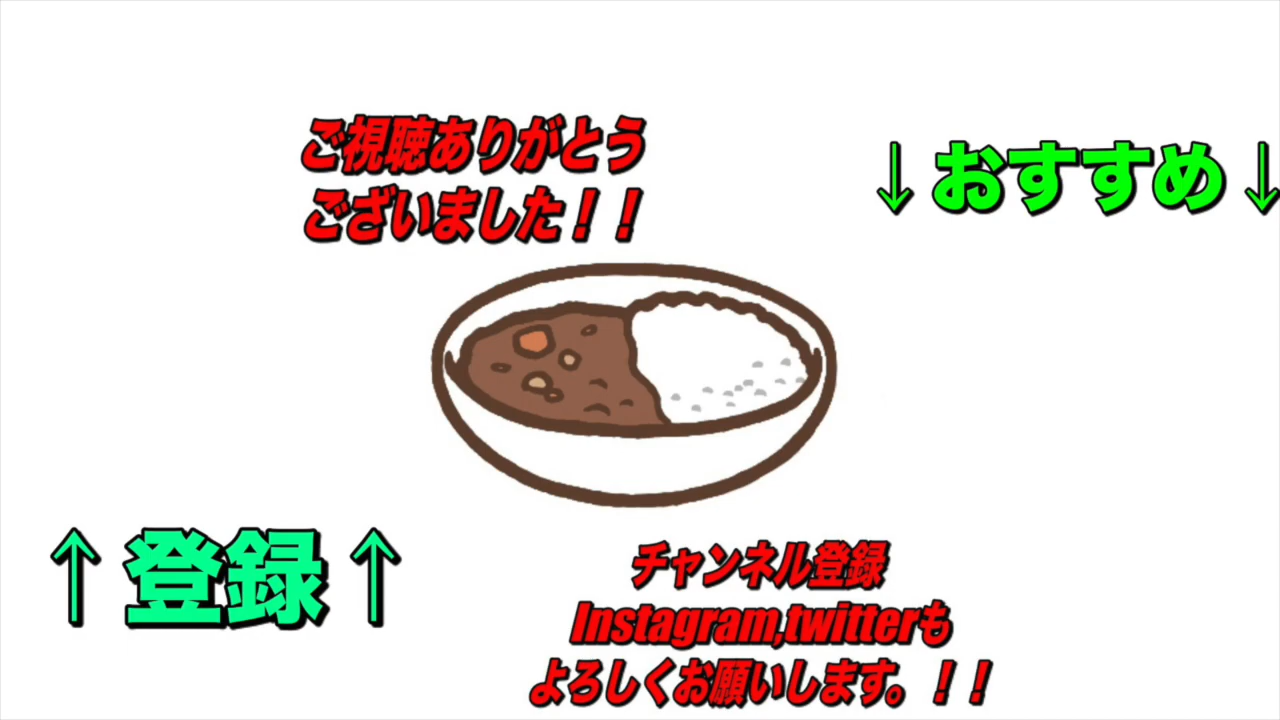 ご視聴ありがとう
ございました！！
↓おすすめ↓
↑登録↑
チャンネル登録
Instagram,twitterも
よろしくお願いします。！！